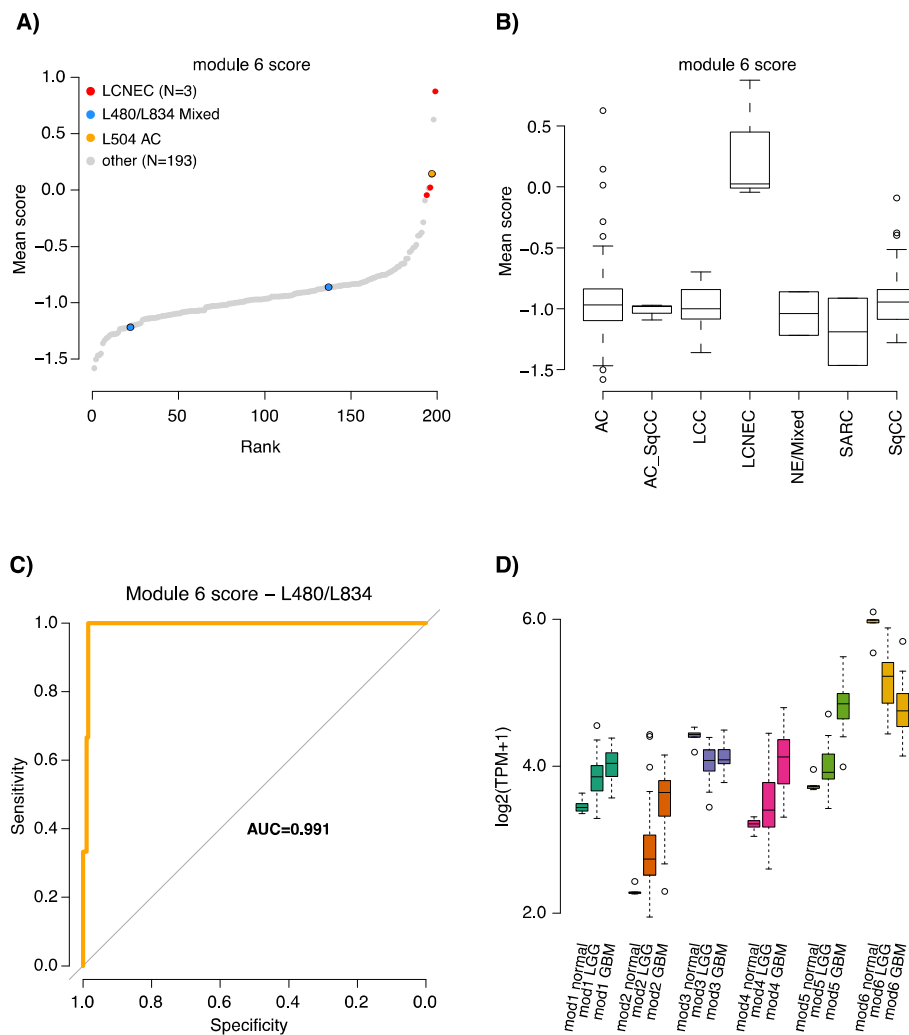 A)
module 6 score
LCNEC (N=3)
L480/L834 Mixed
L504 AC
other (N=193)
Mean score
1.0
0.5
0.0
−0.5
−1.0
−1.5
0
50
100
150
200
Rank
B)
module 6 score
Mean score
0.5
0.0
−0.5
−1.0
−1.5
AC
AC_SqCC
LCC
LCNEC
NE/Mixed
SARC
SqCC
C)
Module 6 score − L480/L834
Sensitivity
1.0
0.8
0.6
0.4
0.2
0.0
AUC=0.991
1.0
0.8
0.6
0.4
0.2
0.0
Specificity
D)
log2(TPM+1)
6.0
4.0
2.0
mod1 normal
mod1 LGG
mod1 GBM
mod2 normal
mod2 LGG
mod2 GBM
mod3 normal
mod3 LGG
mod3 GBM
mod4 normal
mod4 LGG
mod4 GBM
mod5 normal
mod5 LGG
mod5 GBM
mod6 normal
mod6 LGG
mod6 GBM